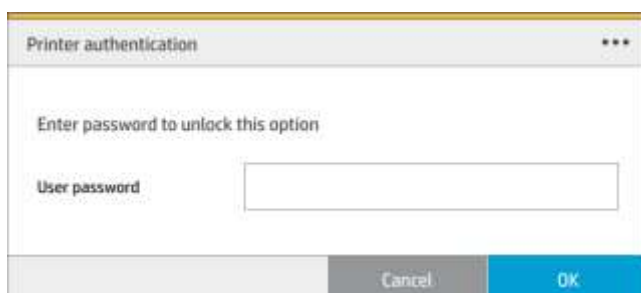 Printer authentication
Enter password to unlock this option
User password
Cancel
OK